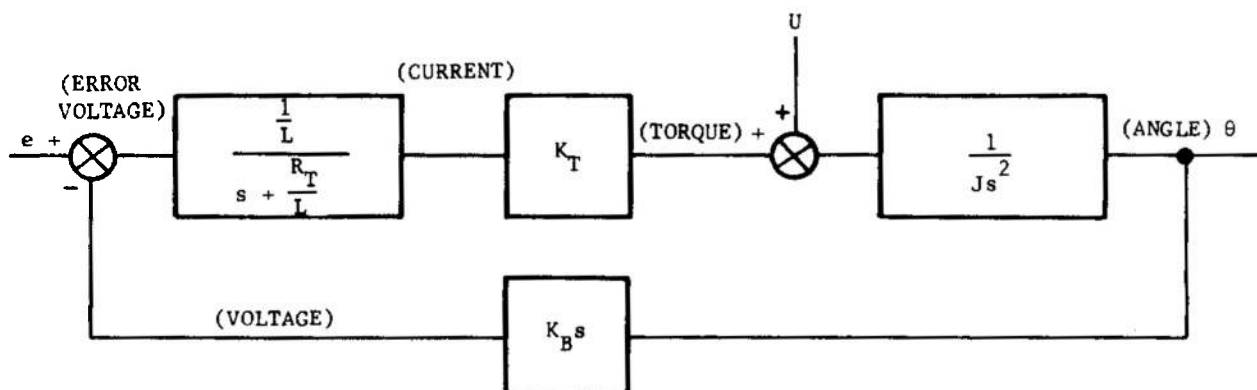 U
(ERROR
VOLTAGE)
(CURRENT)
(TORQUE) +
+
(ANGLE) θ
e +
-
1
L
s + R_T
L
K_T
1
Js^2
(VOLTAGE)
K_B s